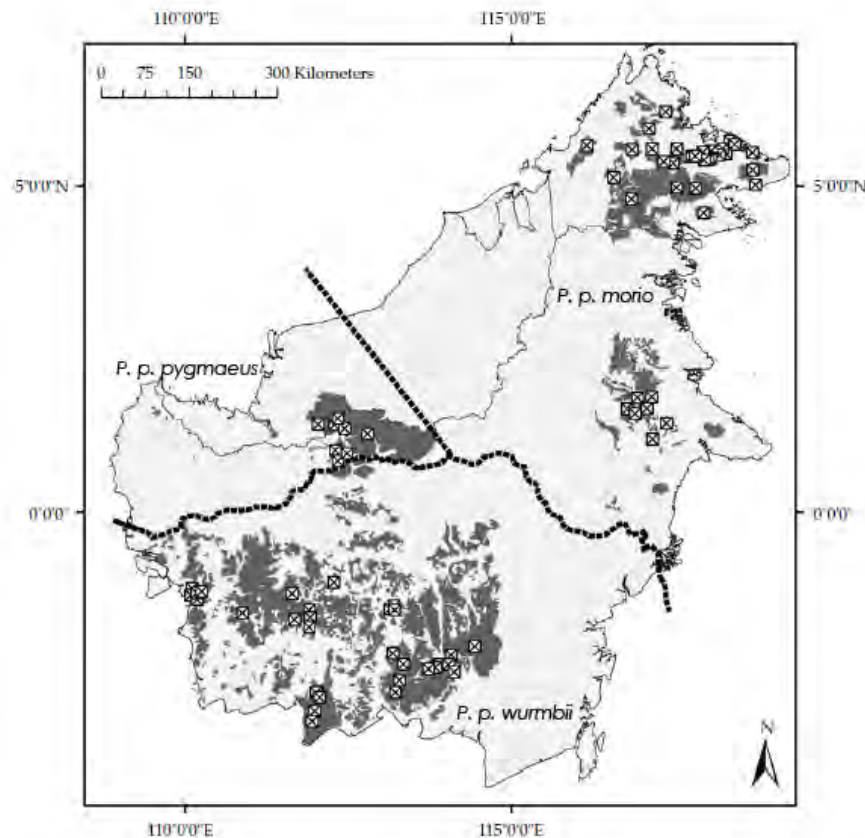 110°0'0"E 115°0'0"E
0 75 150 300 Kilometers
5°0'0"N 5°0'0"N
P. p. morio
P. p. pygmaeus
0°0'0" 0°0'0"
P. p. wurmbii
N
110°0'0"E 115°0'0"E